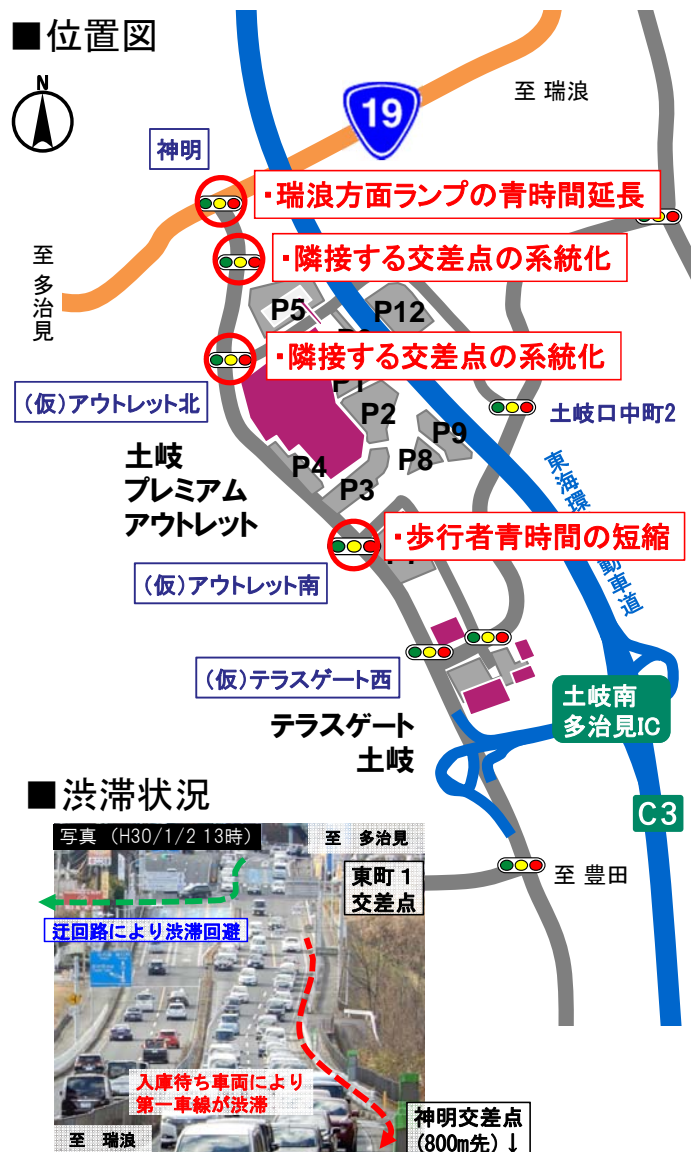 ■位置図
N
至 瑞浪
19
神明
・瑞浪方面ランプの青時間延長
・隣接する交差点の系統化
至 多治見
P5
P12
・隣接する交差点の系統化
P1
P2
(仮)アウトレット北
土岐口中町2
P9
P8
P4
P3
土岐
プレミアム
アウトレット
東海環
動車道
・歩行者青時間の短縮
(仮)アウトレット南
(仮)テラスゲート西
テラスゲート
土岐
土岐南
多治見IC
C3
■渋滞状況
写真 (H30/1/2 13時)
至 多治見
東町1
交差点
至 豊田
迂回路により渋滞回避
入庫待ち車両により
第一車線が渋滞
至 瑞浪
神明交差点
(800m先)↓